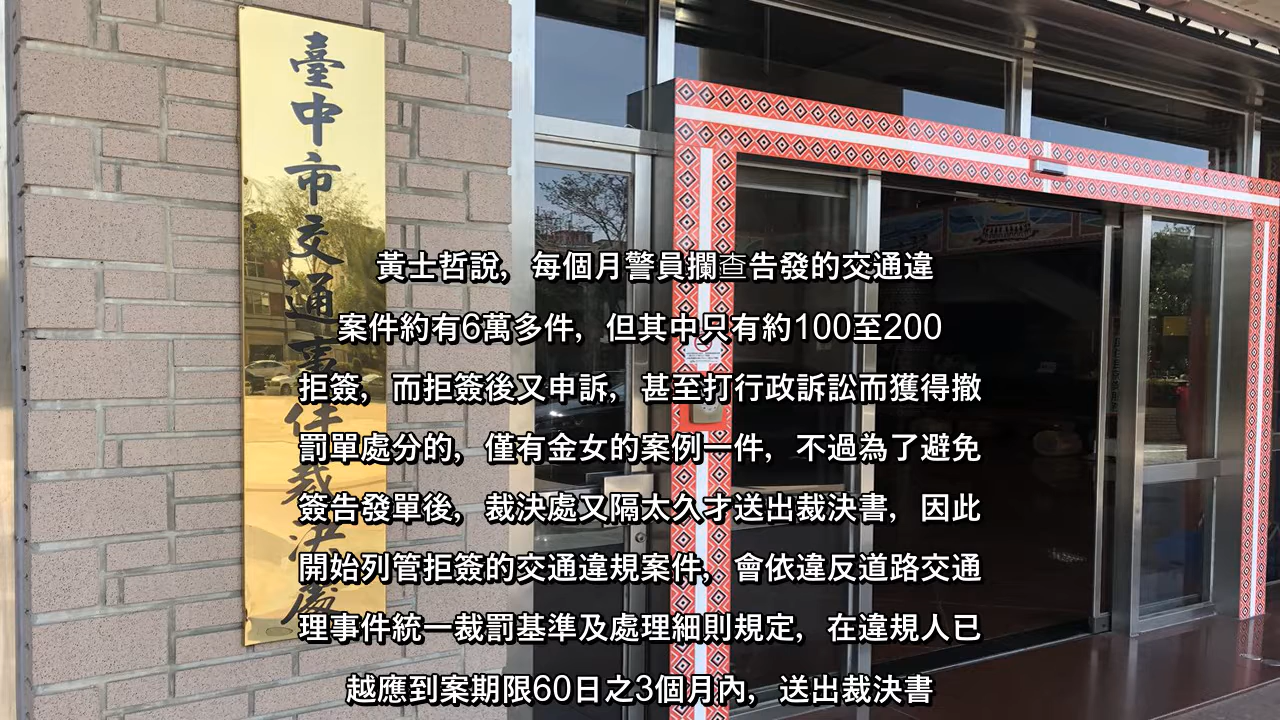 臺中市交通事件裁決處
黃士哲說，每個月警員攔查告發的交通違
案件約有6萬多件，但其中只有約100至200
拒簽，而拒簽後又申訴，甚至打行政訴訟而獲得撤
罰單處分的，僅有金女的案例一件，不過為了避免
簽告發單後，裁決處又隔太久才送出裁決書，因此
開始列管拒簽的交通違規案件，會依違反道路交通
理事件統一裁罰基準及處理細則規定，在違規人已
越應到案期限60日之3個月內，送出裁決書